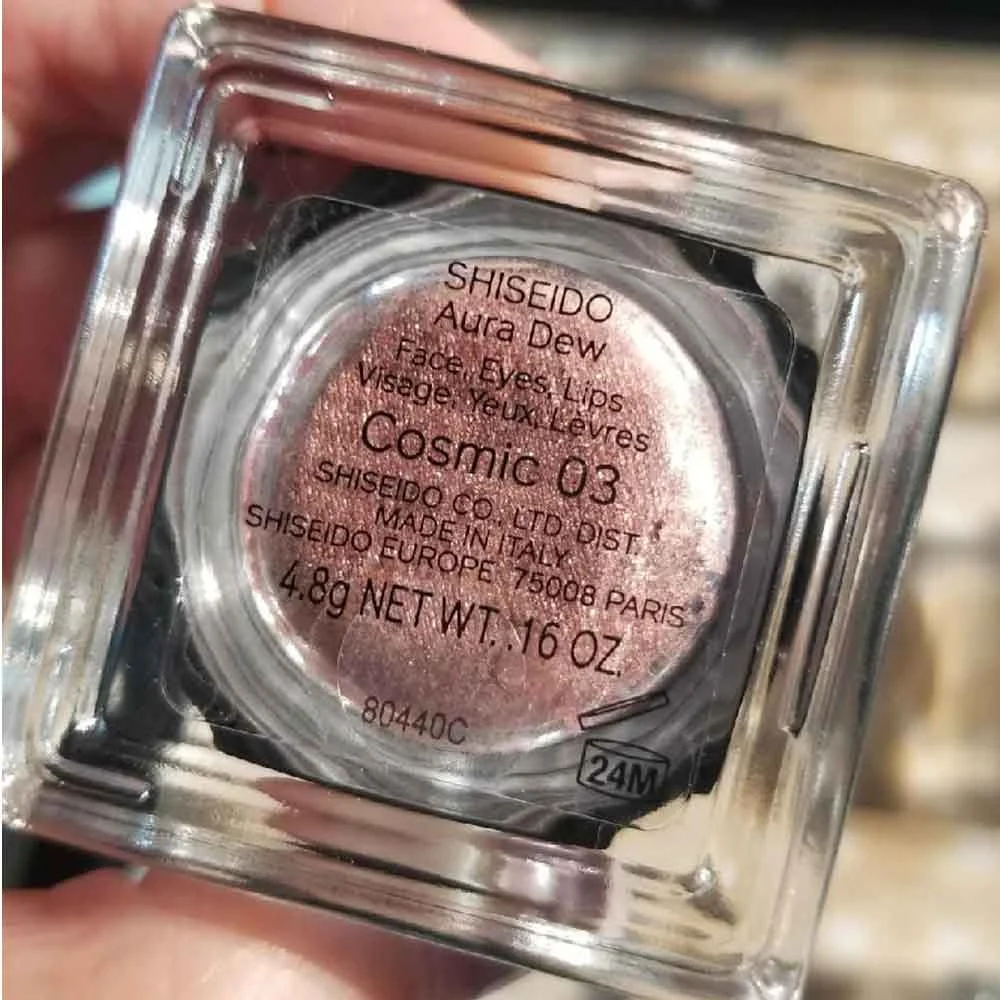 SHISEIDO
Aura Dew
Face, Eyes, Lips
Visage, Yeux, Lèvres
Cosmic 03
SHISEIDO CO., LTD. DIST.
MADE IN ITALY
SHISEIDO EUROPE 75008 PARIS
4.8g NET WT. .16 OZ.
80440C
24M